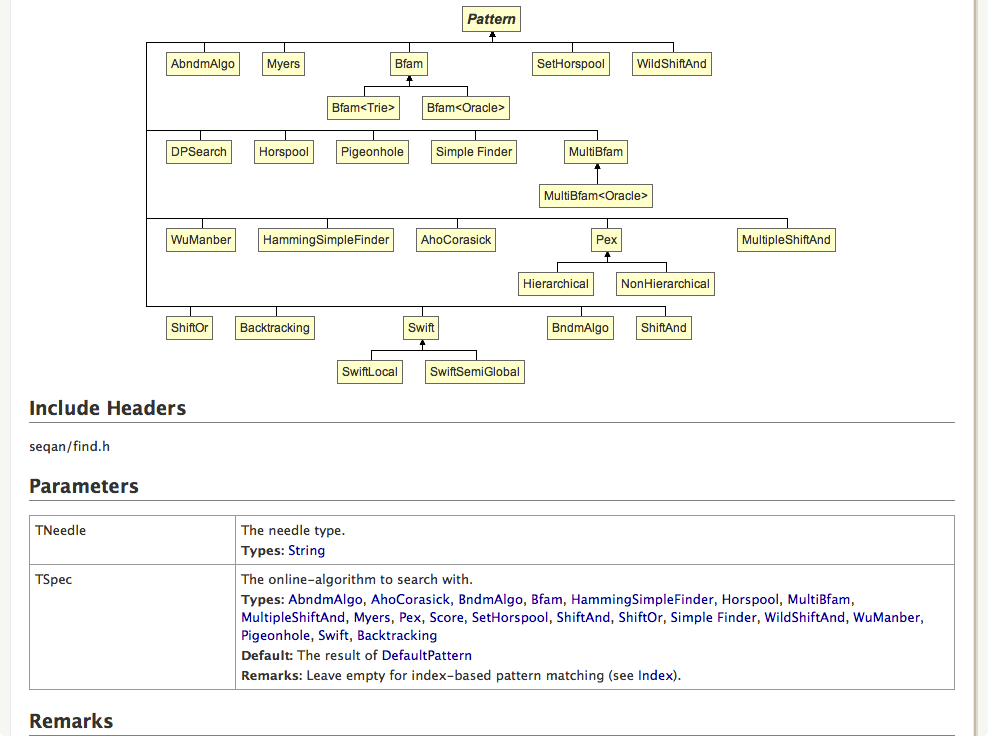 Pattern
AbndmAlgo Myers Bfam SetHorspool WildShiftAnd
Bfam<Trie> Bfam<Oracle>
DPSearch Horspool Pigeonhole Simple Finder MultiBfam
MultiBfam<Oracle>
WuManber HammingSimpleFinder AhoCorasick Pex MultipleShiftAnd
Hierarchical NonHierarchical
ShiftOr Backtracking Swift BndmAlgo ShiftAnd
SwiftLocal SwiftSemiGlobal
Include Headers
seqan/find.h
Parameters
TNeedle The needle type.
Types: String
TSpec The online-algorithm to search with.
Types: AbndmAlgo, AhoCorasick, BndmAlgo, Bfam, HammingSimpleFinder, Horspool, MultiBfam,
MultipleShiftAnd, Myers, Pex, Score, SetHorspool, ShiftAnd, ShiftOr, Simple Finder, WildShiftAnd, WuManber,
Pigeonhole, Swift, Backtracking
Default: The result of DefaultPattern
Remarks: Leave empty for index-based pattern matching (see Index).
Remarks